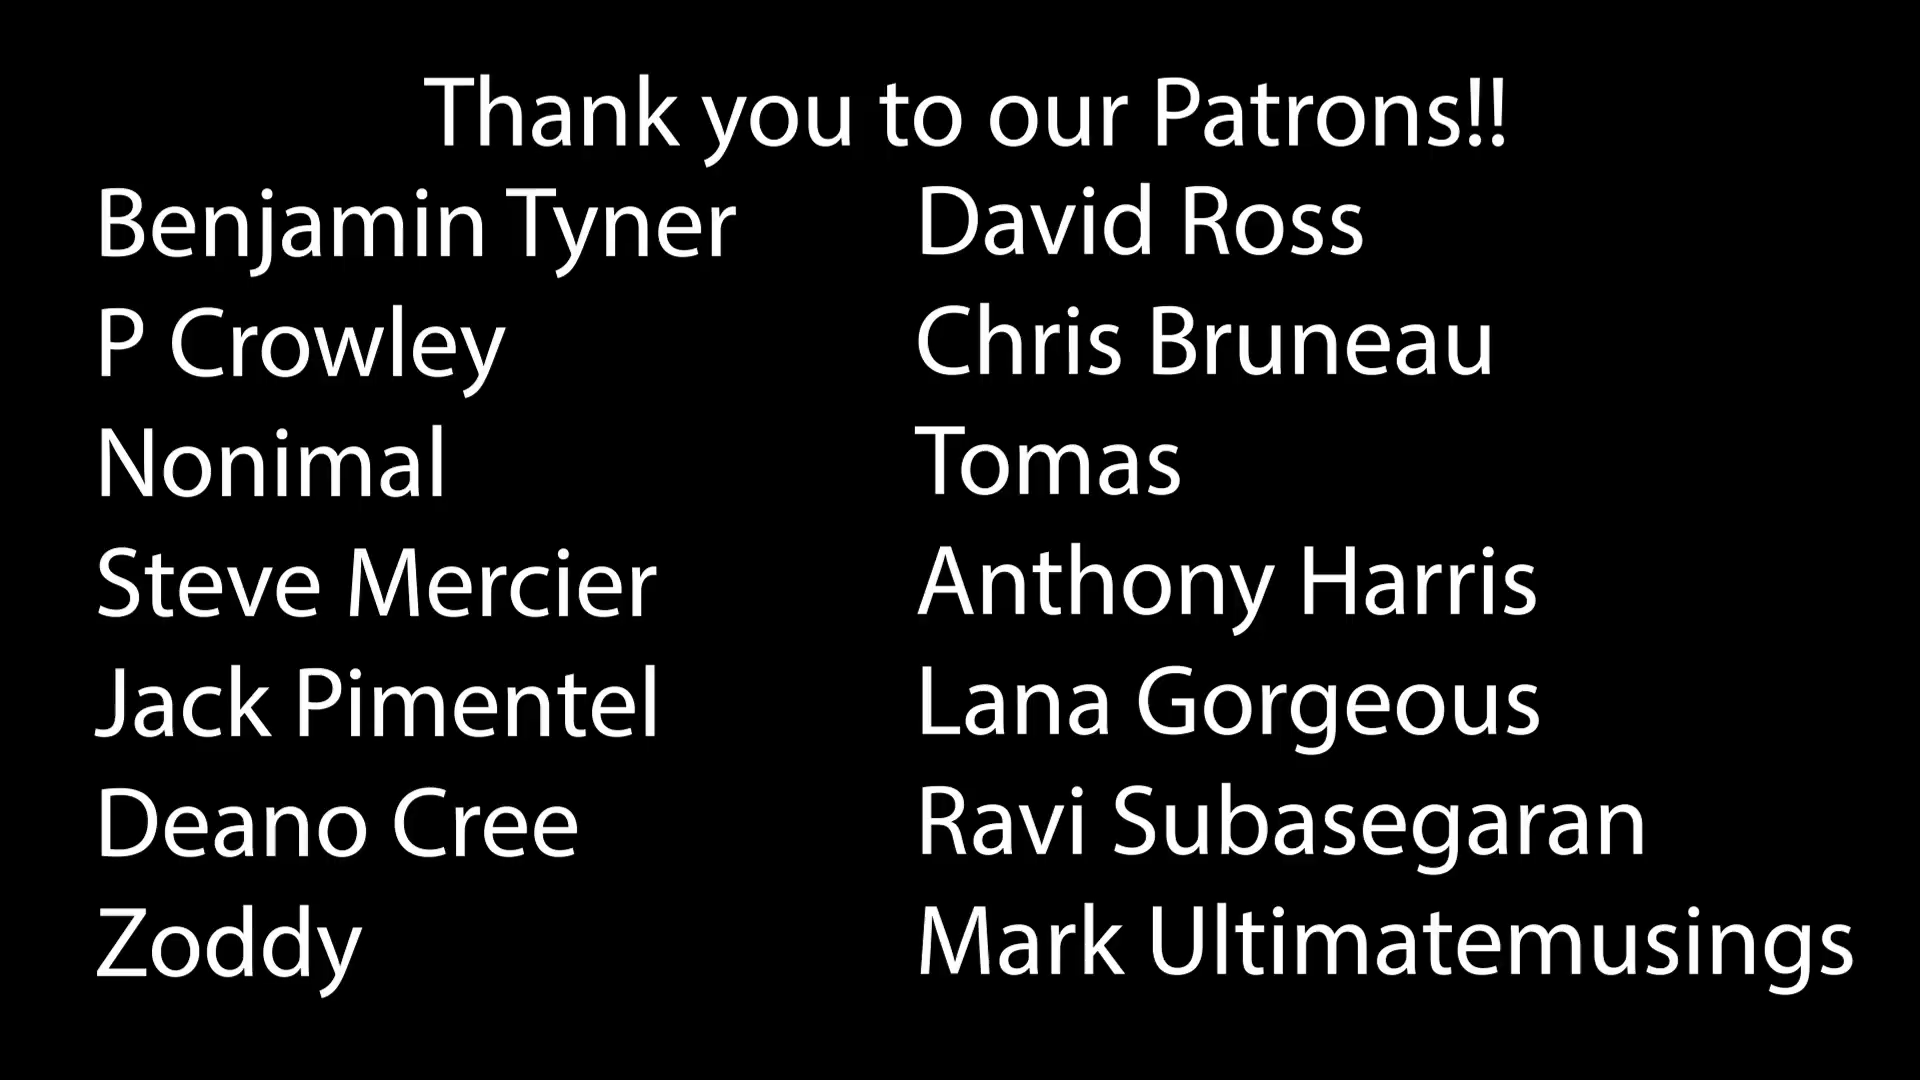 Thank you to our Patrons!!
Benjamin Tyner
P Crowley
Nonimal
Steve Mercier
Jack Pimentel
Deano Cree
Zoddy
David Ross
Chris Bruneau
Tomas
Anthony Harris
Lana Gorgeous
Ravi Subasegaran
Mark Ultimatemusings